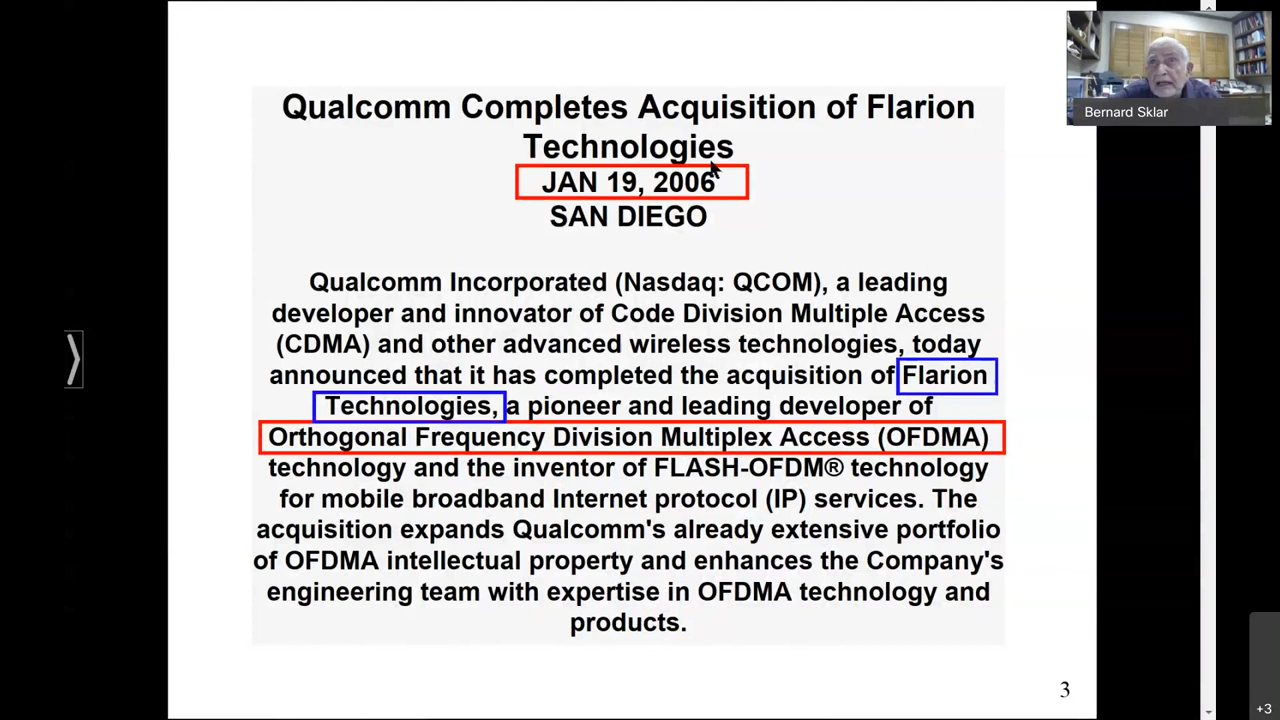 Qualcomm Completes Acquisition of Flarion
Technologies
JAN 19, 2006
SAN DIEGO
Qualcomm Incorporated (Nasdaq: QCOM), a leading
developer and innovator of Code Division Multiple Access
(CDMA) and other advanced wireless technologies, today
announced that it has completed the acquisition of Flarion
Technologies, a pioneer and leading developer of
Orthogonal Frequency Division Multiplex Access (OFDMA)
technology and the inventor of FLASH-OFDM® technology
for mobile broadband Internet protocol (IP) services. The
acquisition expands Qualcomm's already extensive portfolio
of OFDMA intellectual property and enhances the Company's
engineering team with expertise in OFDMA technology and
products.
3
Bernard Sklar
+3